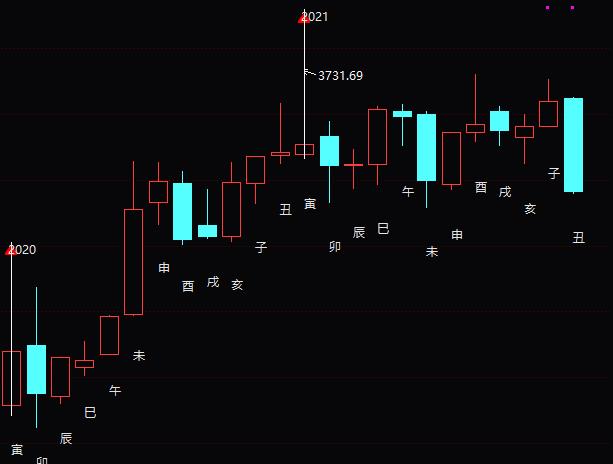 2021
3731.69
2020
寅
卯
辰
巳
午
未
申
酉
戌
亥
子
丑
寅
卯
辰
巳
午
未
申
酉
戌
亥
子
丑